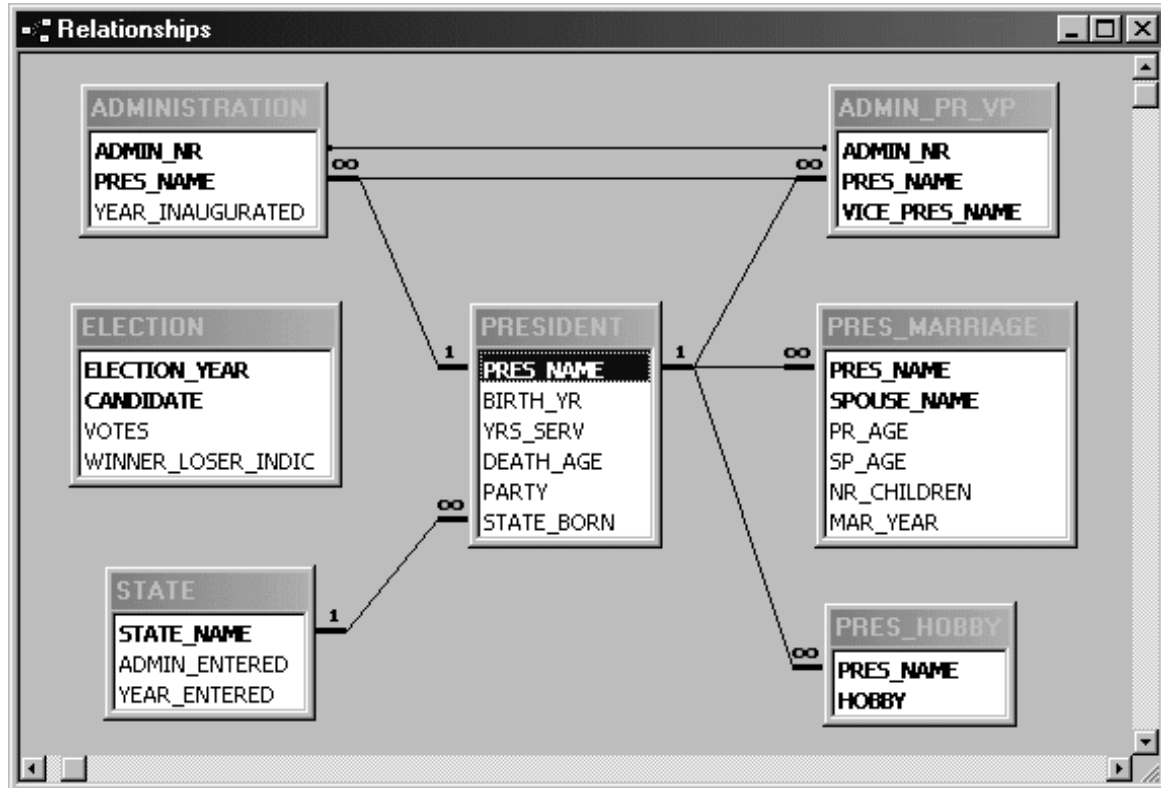 Relationships
ADMINISTRATION
ADMIN_NR
PRES_NAME
YEAR_INAUGURATED
∞
∞
ADMIN_PR_VP
ADMIN_NR
PRES_NAME
VICE_PRES_NAME
ELECTION
ELECTION_YEAR
CANDIDATE
VOTES
WINNER_LOSER_INDIC
1
PRESIDENT
PRES_NAME
BIRTH_YR
YRS_SERV
DEATH_AGE
PARTY
STATE_BORN
1
∞
∞
PRES_MARRIAGE
PRES_NAME
SPOUSE_NAME
PR_AGE
SP_AGE
NR_CHILDREN
MAR_YEAR
STATE
STATE_NAME
ADMIN_ENTERED
YEAR_ENTERED
1
∞
PRES_HOBBY
PRES_NAME
HOBBY